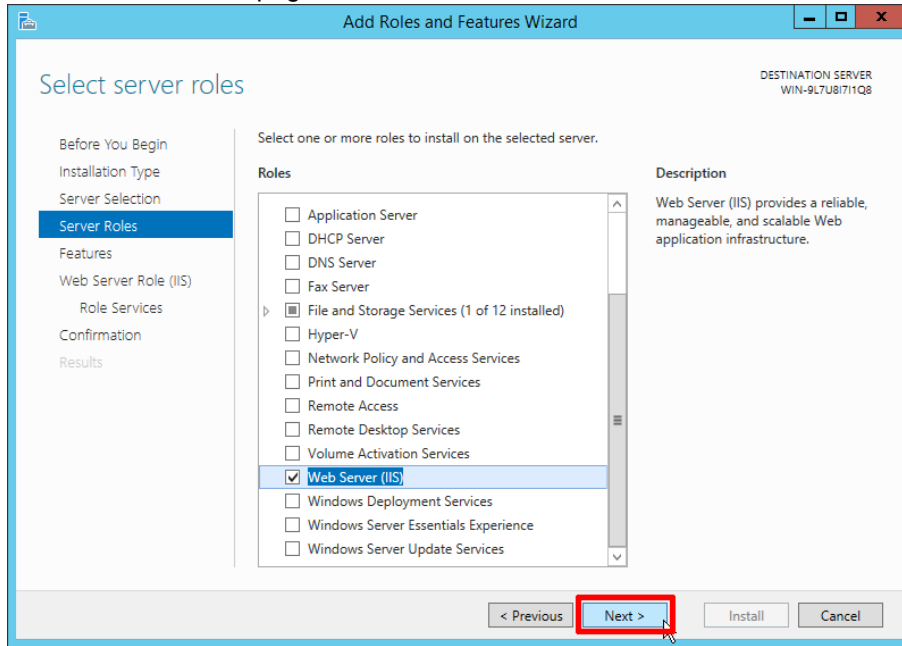 Add Roles and Features Wizard
Select server roles
DESTINATION SERVER
WIN-9L7U8I7I1Q8
Before You Begin
Installation Type
Server Selection
Server Roles
Features
Web Server Role (IIS)
Role Services
Confirmation
Results
Select one or more roles to install on the selected server.
Roles
Application Server
DHCP Server
DNS Server
Fax Server
File and Storage Services (1 of 12 installed)
Hyper-V
Network Policy and Access Services
Print and Document Services
Remote Access
Remote Desktop Services
Volume Activation Services
Web Server (IIS)
Windows Deployment Services
Windows Server Essentials Experience
Windows Server Update Services
Description
Web Server (IIS) provides a reliable,
manageable, and scalable Web
application infrastructure.
< Previous
Next >
Install
Cancel